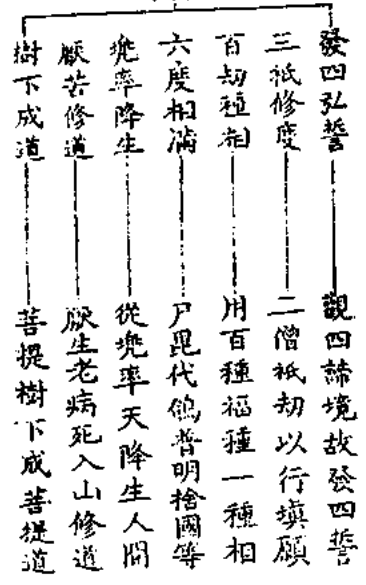 發四弘誓 觀四諦境故發四誓
三祇修度 二僧祇劫以行填願
百劫種相 用百種福種一種相
六度相滿 尸毘代鴿普明捨國等
兜率降生 從兜率天降生人間
厭苦修道 厭生老病死入山修道
樹下成道 菩提樹下成菩提道